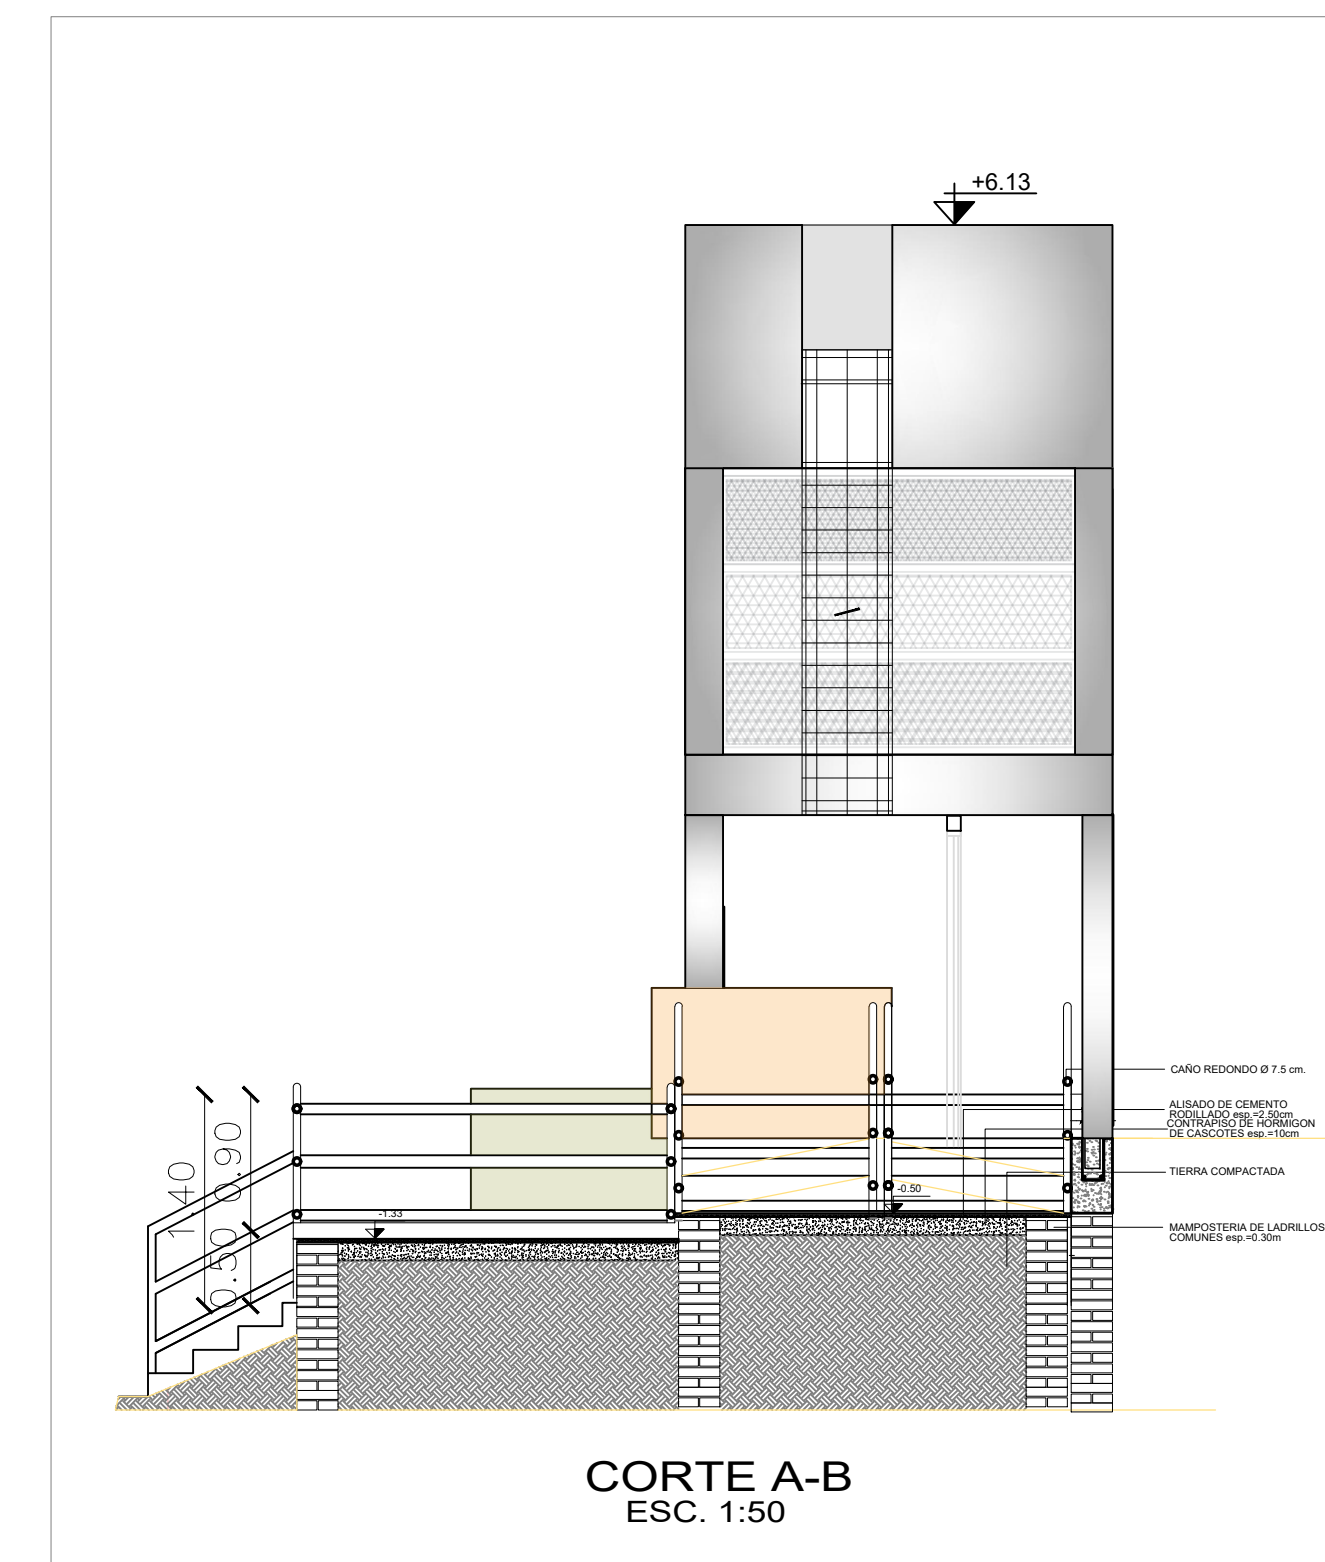 +6.13
CAÑO REDONDO Ø 7.5 cm.
ALISADO DE CEMENTO
RODILLADO esp.=2.50cm
CONTRAPISO DE HORMIGON
DE CASCOTES esp.=10cm
1.40
0.50 0.90
TIERRA COMPACTADA
-0.50
-1.33
MAMPOSTERIA DE LADRILLOS
COMUNES esp.=0.30m
CORTE A-B
ESC. 1:50